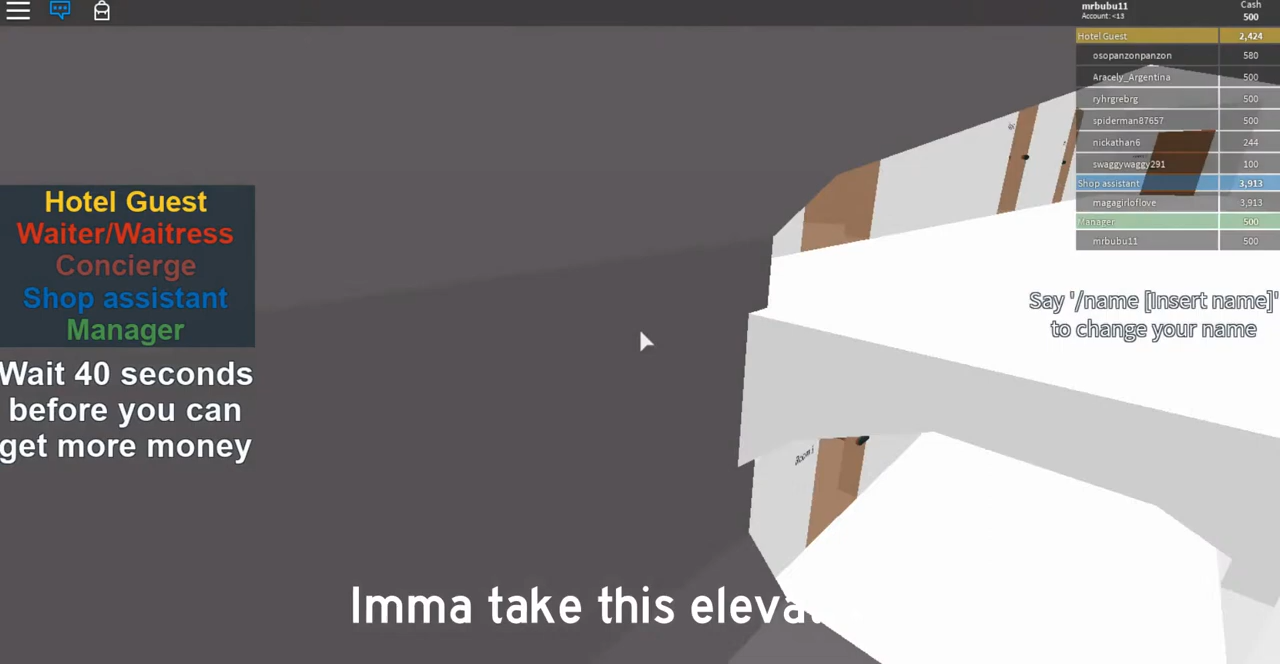 mrbubu11
Account: <13
Cash
500
Hotel Guest 2,424
osopanzonpanzon 580
Aracely_Argentina 500
ryhrgrebrg 500
spiderman87657 500
nickathan6 244
swaggywaggy291 100
Shop assistant 3,913
magagirloflove 3,913
Manager 500
mrbubu11 500
Hotel Guest
Waiter/Waitress
Concierge
Shop assistant
Manager
Wait 40 seconds
before you can
get more money
Say '/name [Insert name]'
to change your name
Room
Imma take this